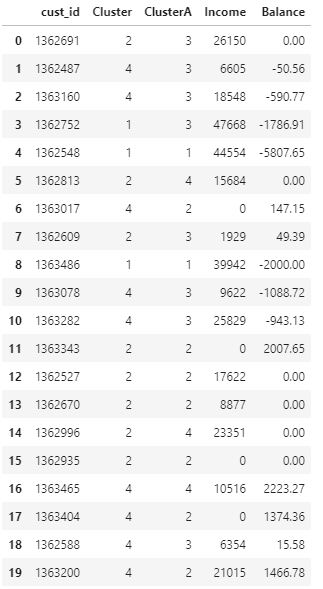 cust_id Cluster ClusterA Income Balance
0 1362691 2 3 26150 0.00
1 1362487 4 3 6605 -50.56
2 1363160 4 3 18548 -590.77
3 1362752 1 3 47668 -1786.91
4 1362548 1 1 44554 -5807.65
5 1362813 2 4 15684 0.00
6 1363017 4 2 0 147.15
7 1362609 2 3 1929 49.39
8 1363486 1 1 39942 -2000.00
9 1363078 4 3 9622 -1088.72
10 1363282 4 3 25829 -943.13
11 1363343 2 2 0 2007.65
12 1362527 2 2 17622 0.00
13 1362670 2 2 8877 0.00
14 1362996 2 4 23351 0.00
15 1362935 2 2 0 0.00
16 1363465 4 4 10516 2223.27
17 1363404 4 2 0 1374.36
18 1362588 4 3 6354 15.58
19 1363200 4 2 21015 1466.78